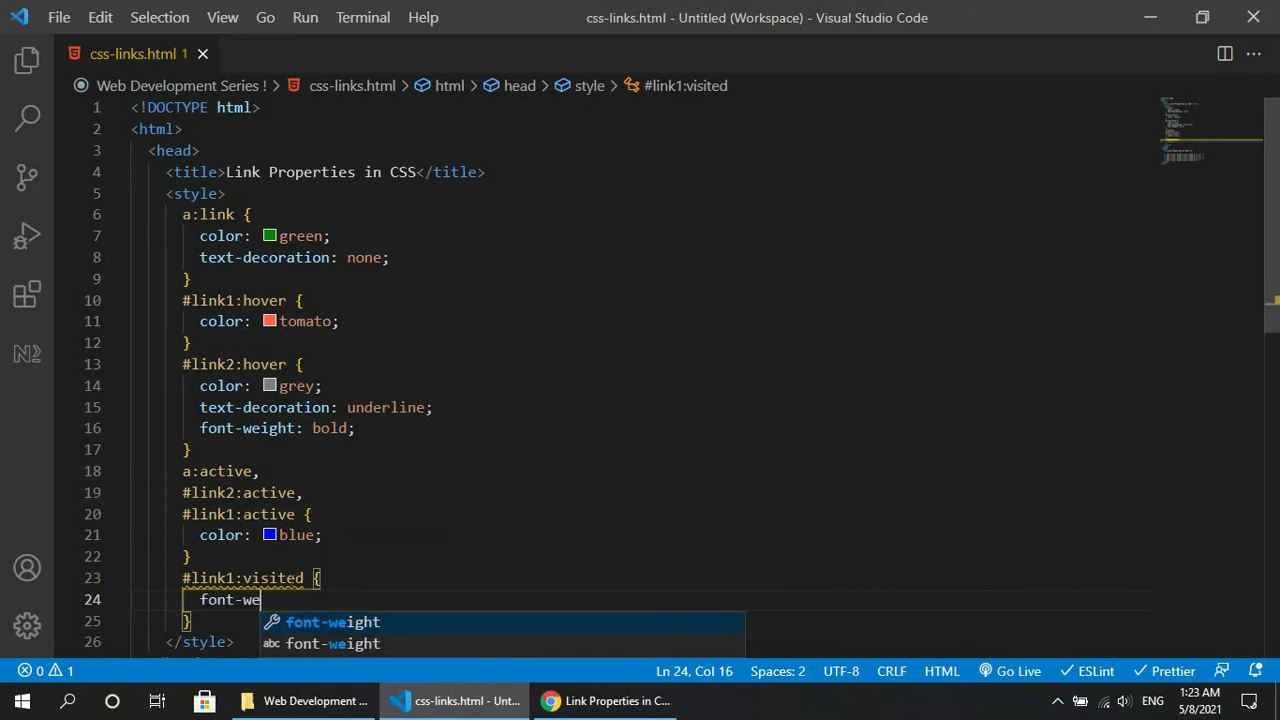 File Edit Selection View Go Run Terminal Help css-links.html - Untitled (Workspace) - Visual Studio Code
css-links.html 1
Web Development Series ! css-links.html html head style #link1:visited
1 <!DOCTYPE html>
2 <html>
3 <head>
4 <title>Link Properties in CSS</title>
5 <style>
6 a:link {
7 color: green;
8 text-decoration: none;
9 }
10 #link1:hover {
11 color: tomato;
12 }
13 #link2:hover {
14 color: grey;
15 text-decoration: underline;
16 font-weight: bold;
17 }
18 a:active,
19 #link2:active,
20 #link1:active {
21 color: blue;
22 }
23 #link1:visited {
24 font-we
font-weight
25 }
abc font-weight
26 </style>
0 1 Ln 24, Col 16 Spaces: 2 UTF-8 CRLF HTML Go Live ESLint Prettier
Web Development ... css-links.html - Unt... Link Properties in C... ENG 1:23 AM
5/8/2021